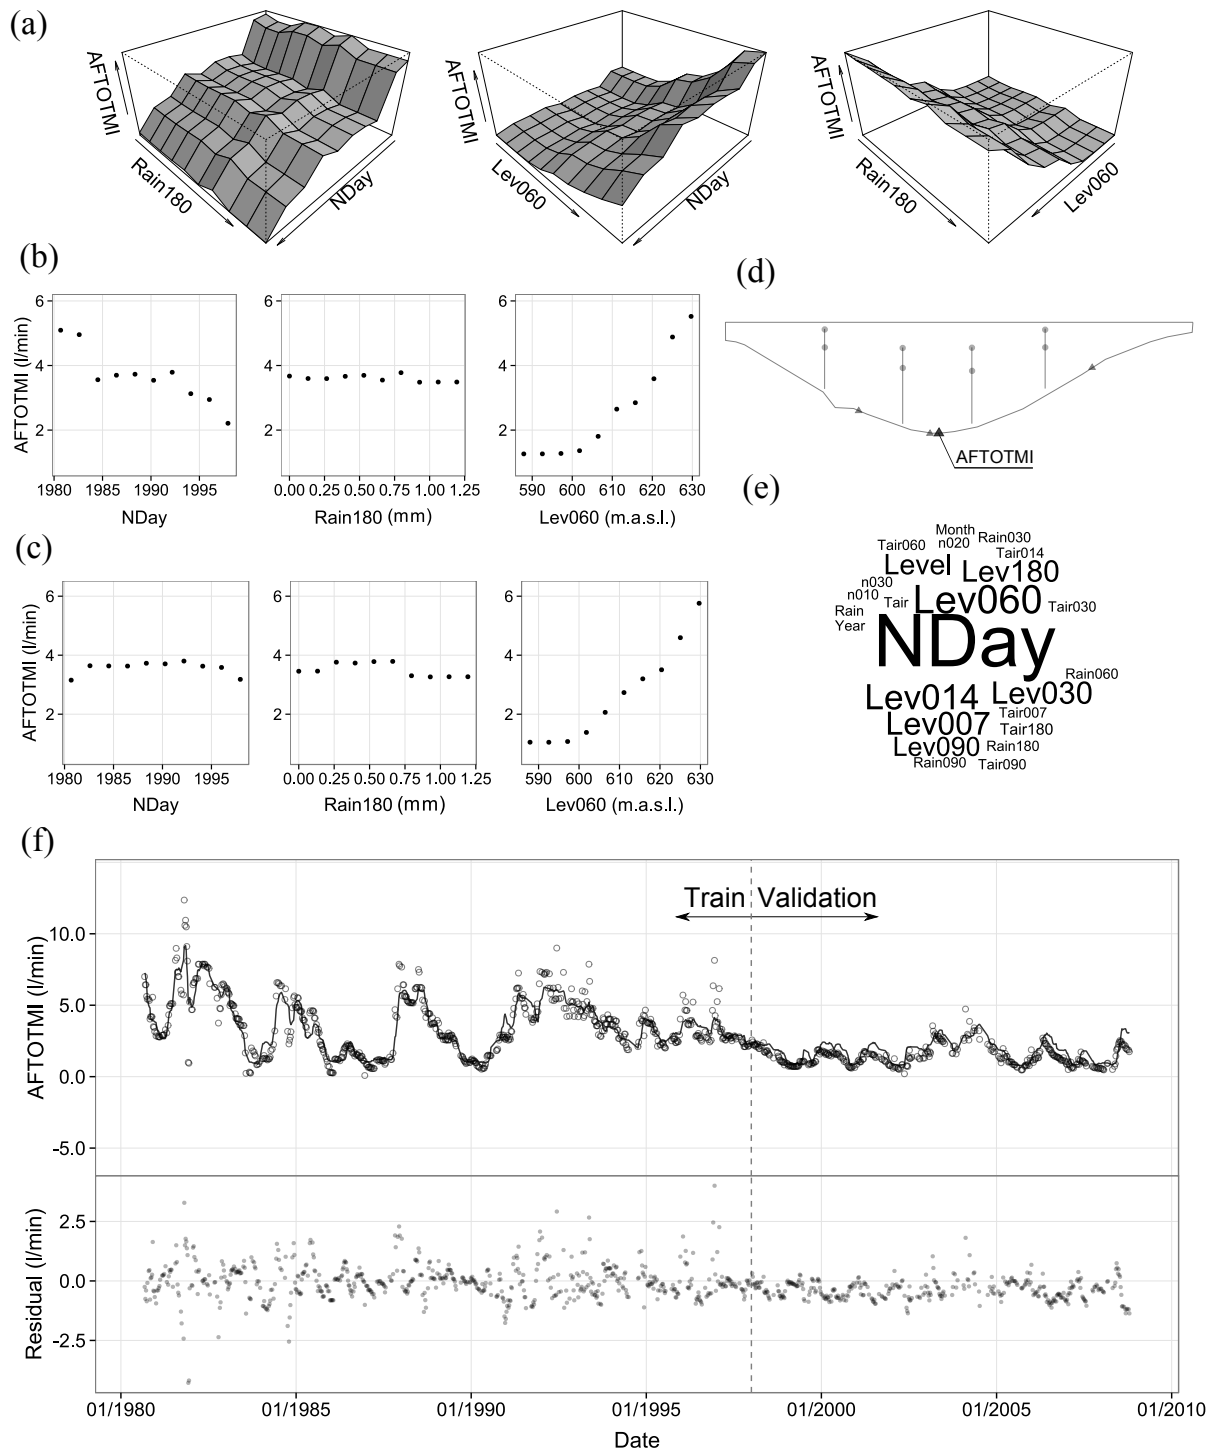 (a)
AFTOTMI
Rain180
NDay
AFTOTMI
Lev060
NDay
AFTOTMI
Rain180
Lev060
(b)
AFTOTMI (l/min)
6
4
2
1980 1985 1990 1995
NDay
6
4
2
0.00 0.25 0.50 0.75 1.00 1.25
Rain180 (mm)
6
4
2
590 600 610 620 630
Lev060 (m.a.s.l.)
(c)
AFTOTMI (l/min)
6
4
2
1980 1985 1990 1995
NDay
6
4
2
0.00 0.25 0.50 0.75 1.00 1.25
Rain180 (mm)
6
4
2
590 600 610 620 630
Lev060 (m.a.s.l.)
(d)
AFTOTMI
(e)
Month
Tair060 n020 Rain030
Tair014
Level Lev180
n030
n010 Tair Lev060 Tair030
Rain
Year NDay
Rain060
Lev014 Lev030
Tair007
Lev007 Tair180
Lev090 Rain180
Rain090 Tair090
(f)
Train Validation
AFTOTMI (l/min)
10.0
5.0
0.0
-5.0
Residual (l/min)
2.5
0.0
-2.5
01/1980 01/1985 01/1990 01/1995 01/2000 01/2005 01/2010
Date